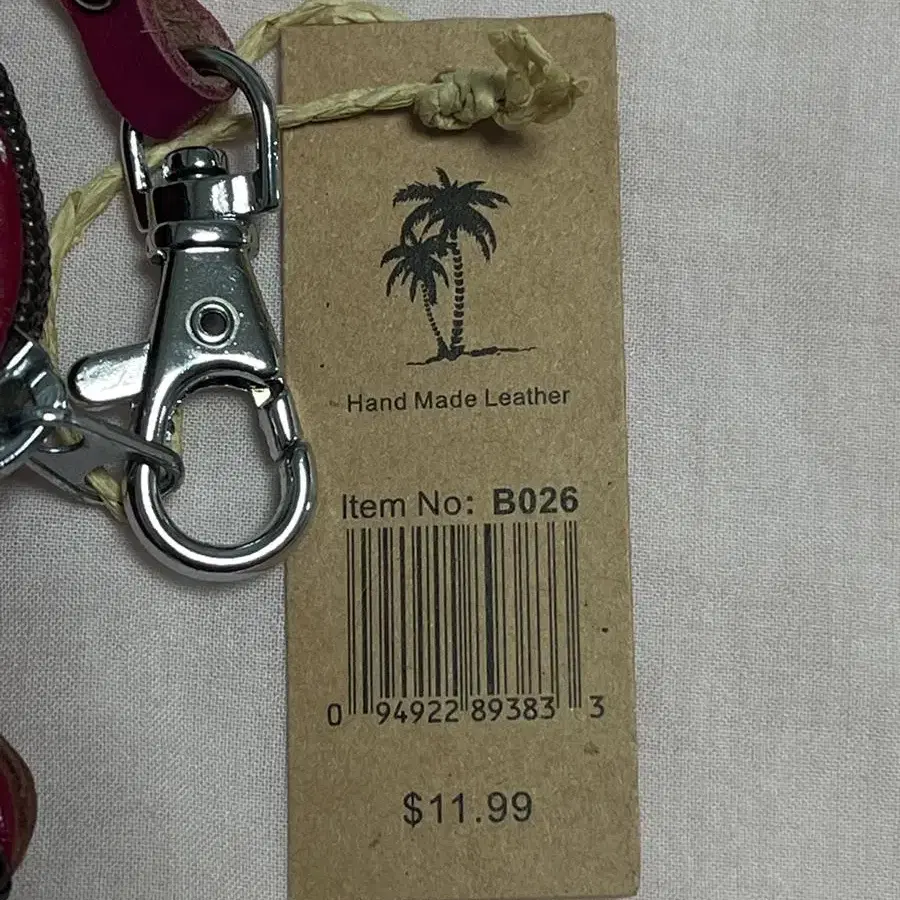 Hand Made Leather
Item No: B026
0 94922 89383 3
$11.99